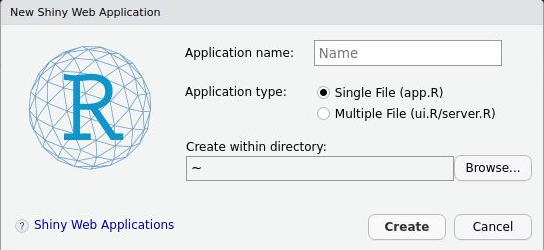 New Shiny Web Application
Application name: Name
R
Application type: Single File (app.R)
Multiple File (ui.R/server.R)
Create within directory:
~ Browse...
? Shiny Web Applications Create Cancel